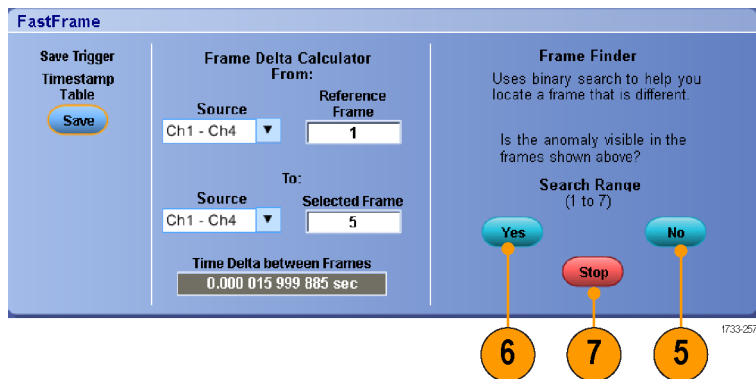 FastFrame
Save Trigger
Timestamp
Table
Save
Frame Delta Calculator
From:
Source
Reference
Frame
Ch1 - Ch4
1
To:
Source
Selected Frame
Ch1 - Ch4
5
Time Delta between Frames
0.000 015 999 885 sec
Frame Finder
Uses binary search to help you
locate a frame that is different.
Is the anomaly visible in the
frames shown above?
Search Range
(1 to 7)
Yes
No
Stop
6
7
5
1733-257